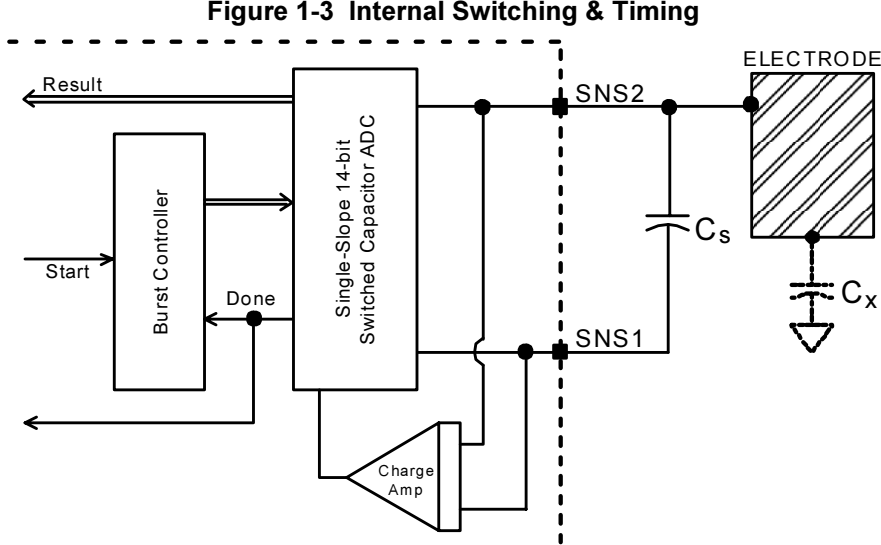 Figure 1-3 Internal Switching & Timing
ELECTRODE
Result
SNS2
Single-Slope 14-bit
Switched Capacitor ADC
Burst Controller
Start
Done
Cs
Cx
SNS1
Charge
Amp